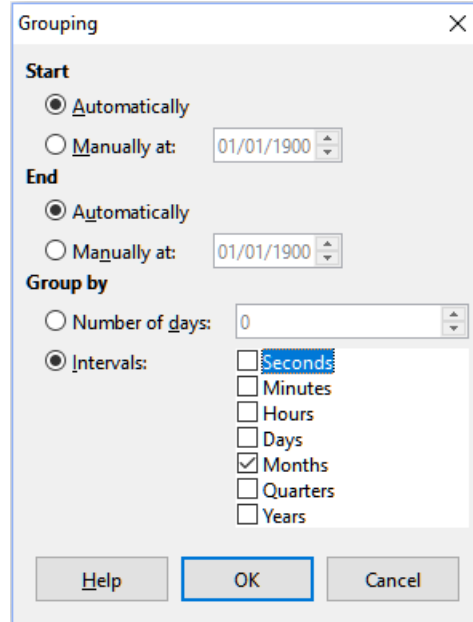 Grouping
Start
Automatically
Manually at: 01/01/1900
End
Automatically
Manually at: 01/01/1900
Group by
Number of days: 0
Intervals: Seconds
Minutes
Hours
Days
Months
Quarters
Years
Help OK Cancel